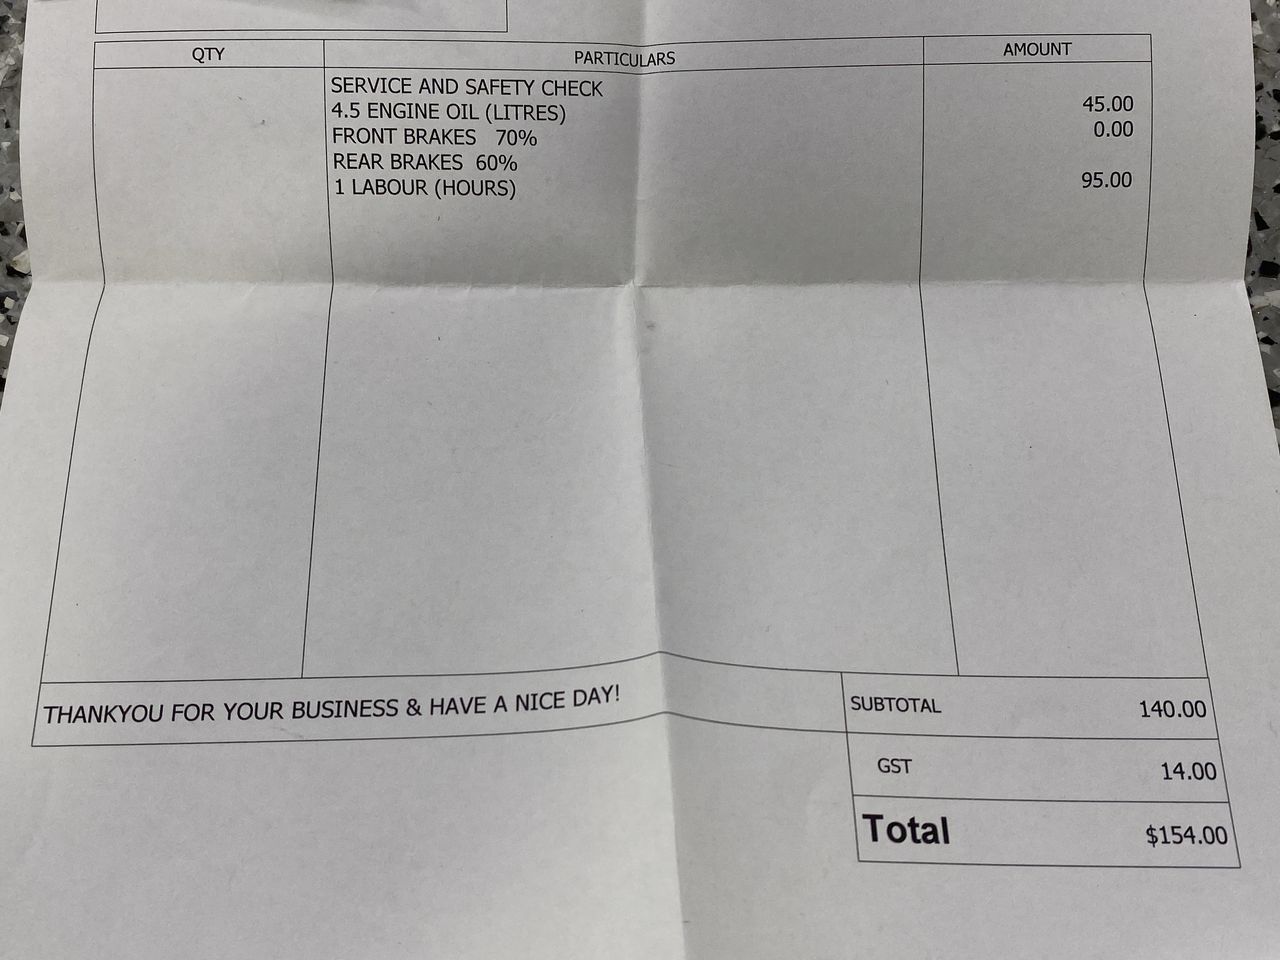 QTY PARTICULARS AMOUNT
SERVICE AND SAFETY CHECK
4.5 ENGINE OIL (LITRES) 45.00
FRONT BRAKES 70% 0.00
REAR BRAKES 60%
1 LABOUR (HOURS) 95.00
THANKYOU FOR YOUR BUSINESS & HAVE A NICE DAY! SUBTOTAL 140.00
GST 14.00
Total $154.00